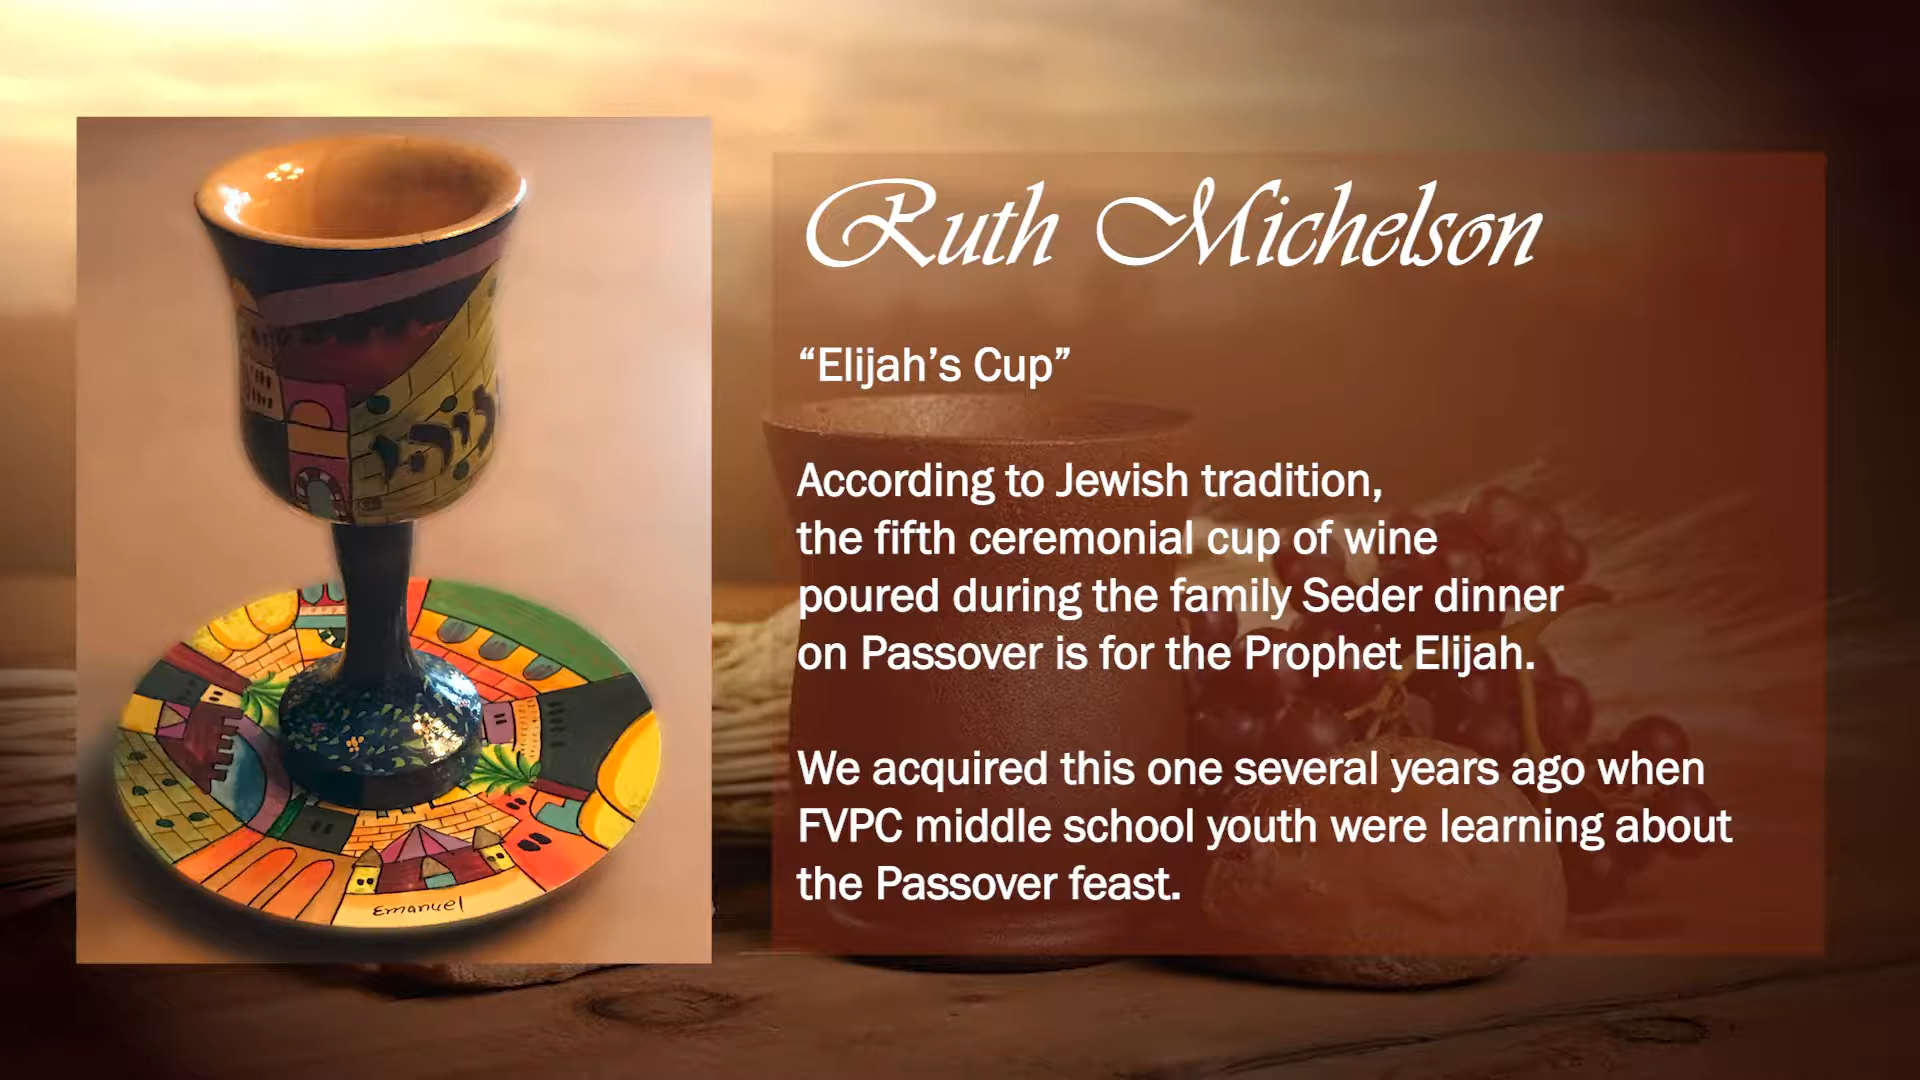 Ruth Michelson
“Elijah’s Cup”
According to Jewish tradition,
the fifth ceremonial cup of wine
poured during the family Seder dinner
on Passover is for the Prophet Elijah.
We acquired this one several years ago when
FVPC middle school youth were learning about
the Passover feast.
Emanuel